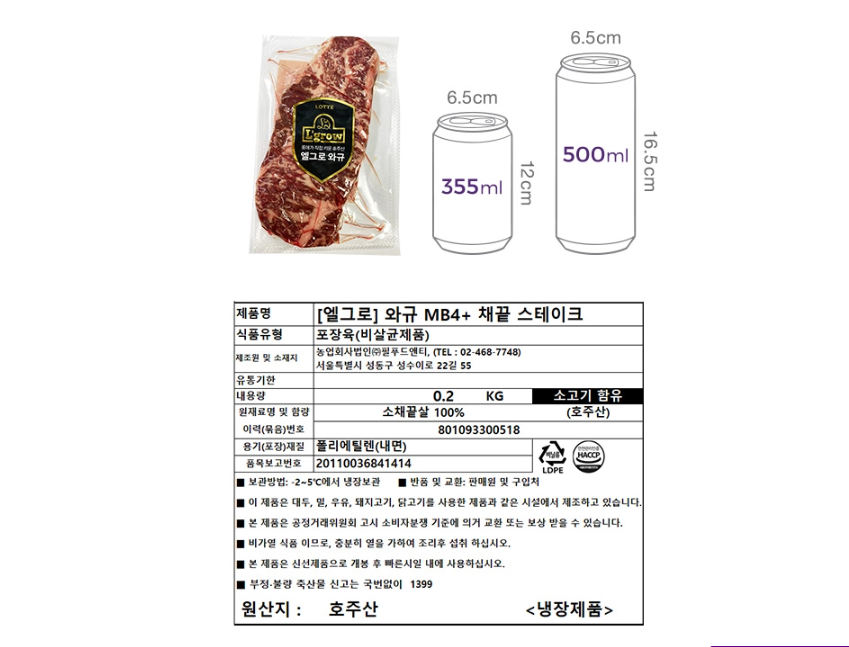 LOTTE
L'grow
롯데가 직접 키운 호주산
엘그로 와규
6.5cm
355ml
12cm
6.5cm
500ml
16.5cm
제품명 [엘그로] 와규 MB4+ 채끝 스테이크
식품유형 포장육(비살균제품)
제조원 및 소재지 농업회사법인㈜필푸드앤티, (TEL : 02-468-7748)
서울특별시 성동구 성수이로 22길 55
유통기한
내용량 0.2 KG 소고기 함유
원재료명 및 함량 소채끝살 100% (호주산)
이력(묶음)번호 801093300518
용기(포장)재질 폴리에틸렌(내면)
품목보고번호 20110036841414
비닐류
LDPE
HACCP
■ 보관방법: -2~5℃에서 냉장보관 ■ 반품 및 교환: 판매원 및 구입처
■ 이 제품은 대두, 밀, 우유, 돼지고기, 닭고기를 사용한 제품과 같은 시설에서 제조하고 있습니다.
■ 본 제품은 공정거래위원회 고시 소비자분쟁 기준에 의거 교환 또는 보상 받을 수 있습니다.
■ 비가열 식품 이므로, 충분히 열을 가하여 조리후 섭취 하십시오.
■ 본 제품은 신선제품으로 개봉 후 빠른시일 내에 사용하십시오.
■ 부정·불량 축산물 신고는 국번없이 1399
원산지 : 호주산 <냉장제품>